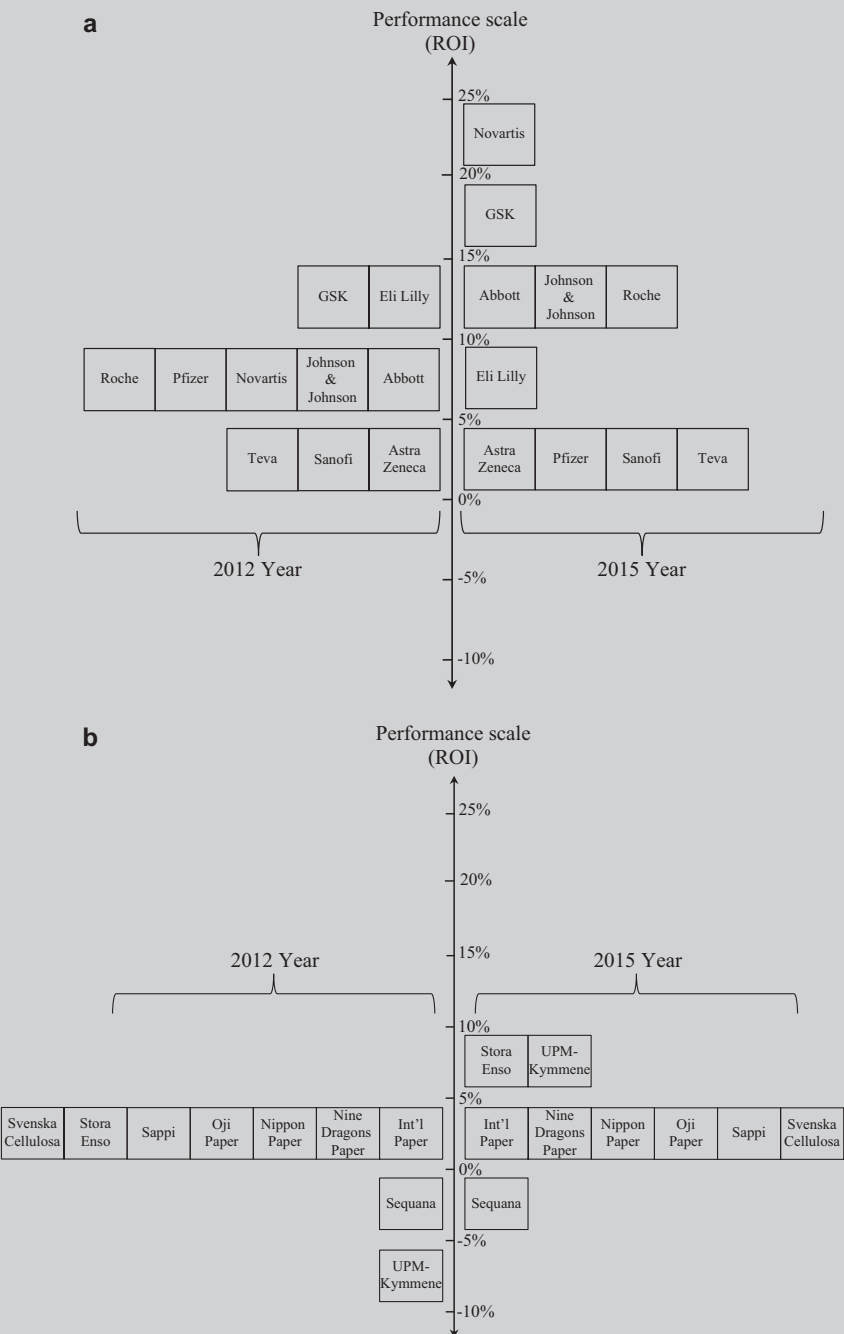 a
Performance scale
(ROI)
25%
Novartis
20%
GSK
15%
GSK
Eli Lilly
Abbott
Johnson
&
Johnson
Roche
10%
Roche
Pfizer
Novartis
Johnson
&
Johnson
Abbott
Eli Lilly
5%
Teva
Sanofi
Astra
Zeneca
Astra
Zeneca
Pfizer
Sanofi
Teva
0%
2012 Year
2015 Year
-5%
-10%
b
Performance scale
(ROI)
25%
20%
15%
2012 Year
2015 Year
10%
Stora
Enso
UPM-
Kymmene
5%
Svenska
Cellulosa
Stora
Enso
Sappi
Oji
Paper
Nippon
Paper
Nine
Dragons
Paper
Int'l
Paper
Int'l
Paper
Nine
Dragons
Paper
Nippon
Paper
Oji
Paper
Sappi
Svenska
Cellulosa
0%
Sequana
Sequana
-5%
UPM-
Kymmene
-10%